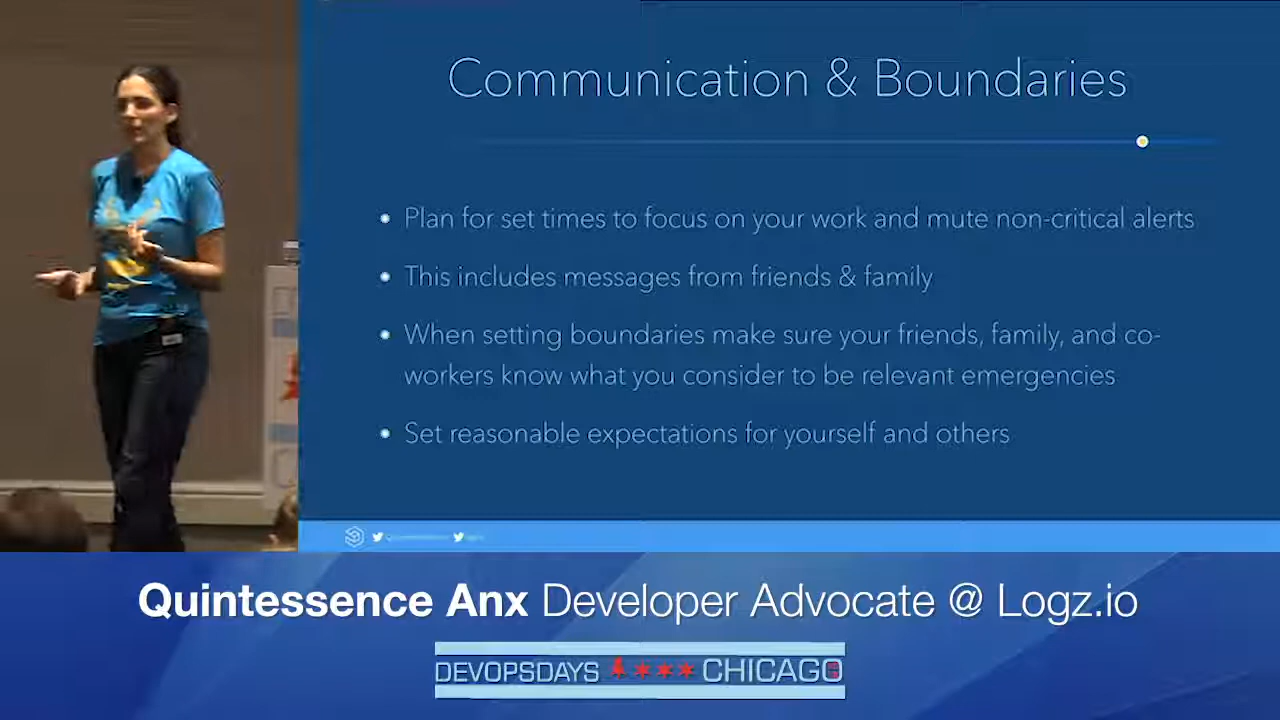 Communication & Boundaries
• Plan for set times to focus on your work and mute non-critical alerts
• This includes messages from friends & family
• When setting boundaries make sure your friends, family, and co-
workers know what you consider to be relevant emergencies
• Set reasonable expectations for yourself and others
Quintessence Anx Developer Advocate @ Logz.io
DEVOPSDAYS CHICAGO